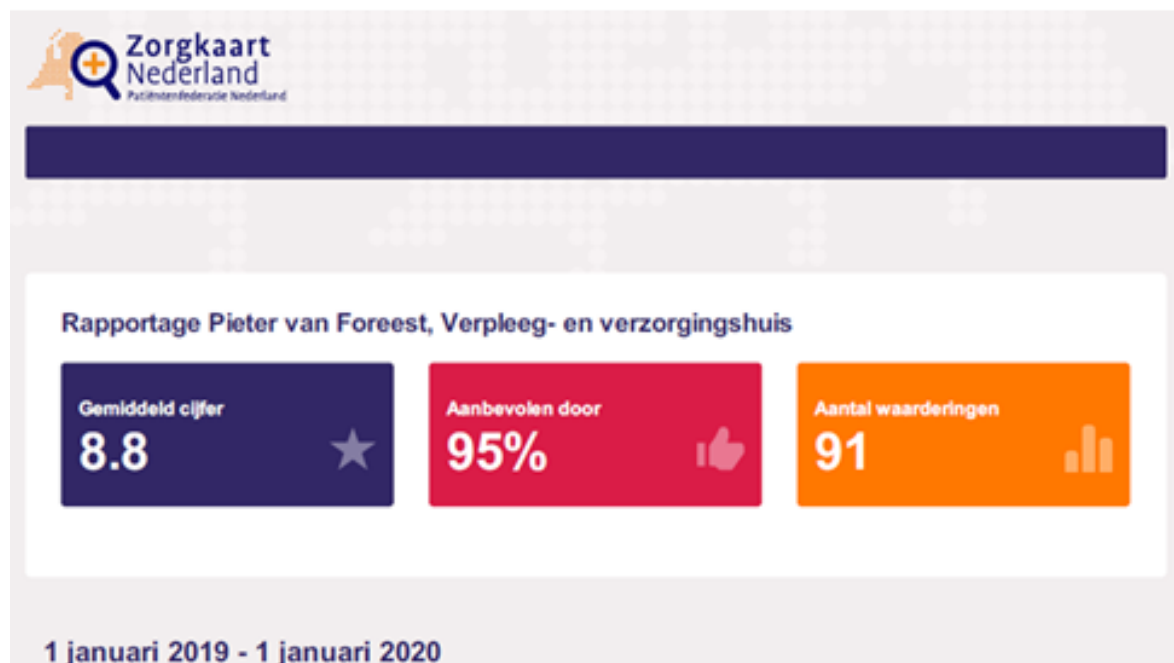 Zorgkaart
Nederland
Patiëntenfederatie Nederland
Rapportage Pieter van Foreest, Verpleeg- en verzorgingshuis
Gemiddeld cijfer
8.8
Aanbevolen door
95%
Aantal waarderingen
91
1 januari 2019 - 1 januari 2020